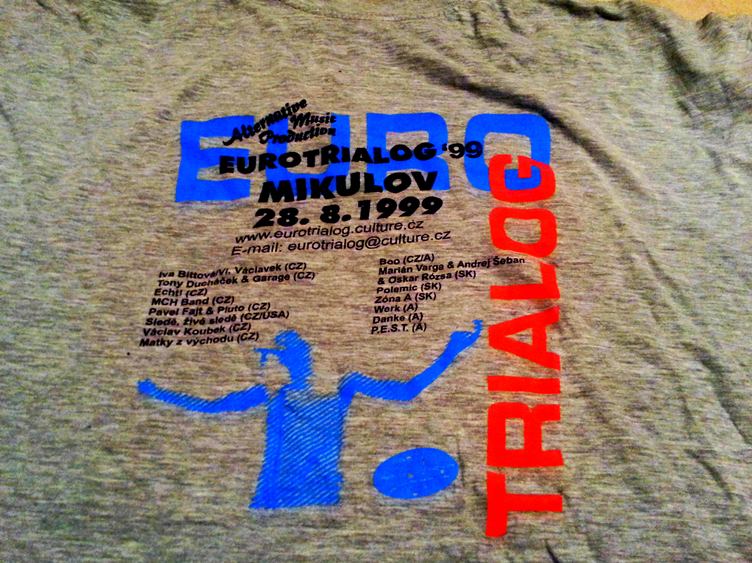 EURO
Alternative
Music
Production
EUROTRIALOG '99
MIKULOV
28. 8. 1999
www.eurotrialog.culture.cz
E-mail: eurotrialog@culture.cz
Iva Bittová/Vl. Václavek (CZ)
Tony Ducháček & Garage (CZ)
Echt! (CZ)
MCH Band (CZ)
Pavel Fajt & Pluto (CZ)
Sledě, živé sledě (CZ/USA)
Václav Koubek (CZ)
Matky z východu (CZ)
Boo (CZ/A)
Marián Varga & Andrej Šeban
& Oskar Rózsa (SK)
Polemic (SK)
Zóna A (SK)
Werk (A)
Danke (A)
P.E.S.T. (A)
TRIALOG